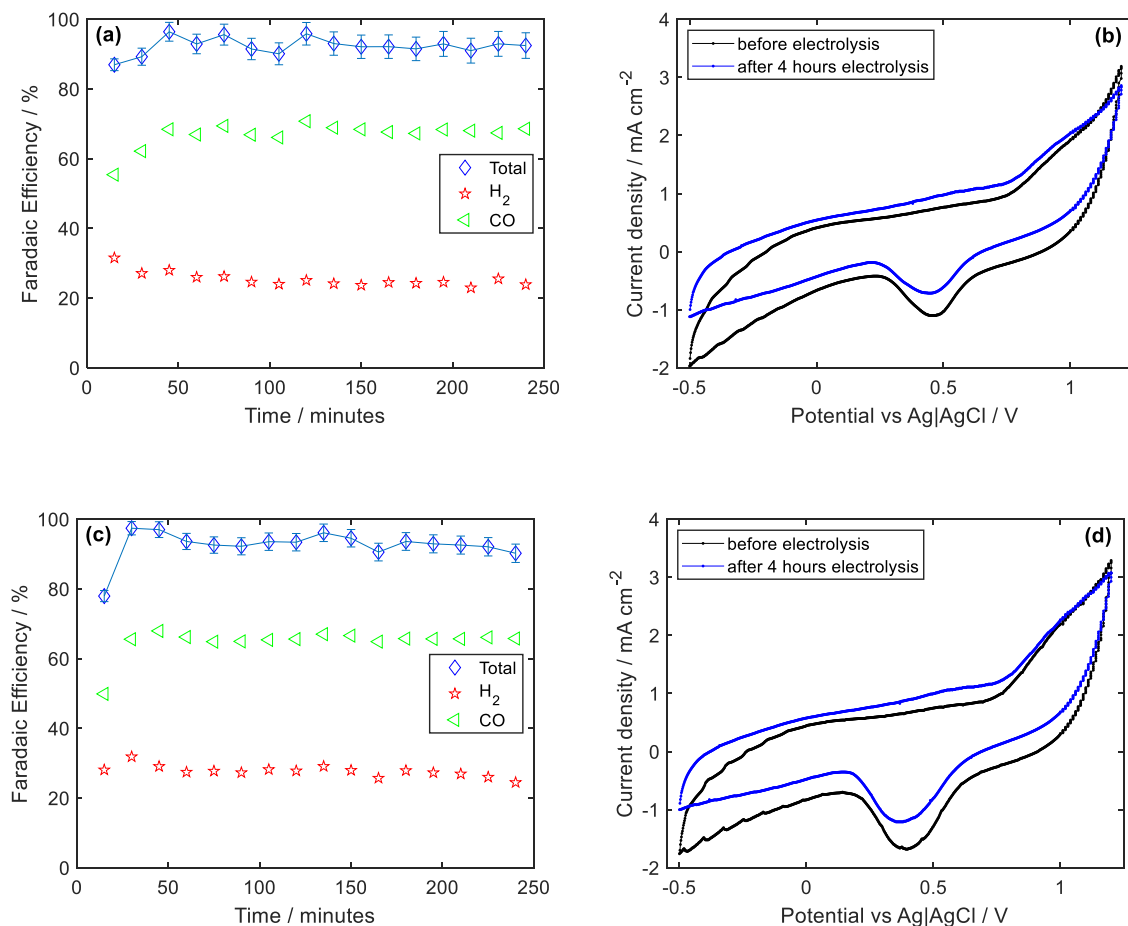 (a)
Faradaic Efficiency / %
100
80
60
40
20
0
Total
H2
CO
0 50 100 150 200 250
Time / minutes
(b)
before electrolysis
after 4 hours electrolysis
Current density / mA cm-2
4
3
2
1
0
-1
-2
-0.5 0 0.5 1
Potential vs Ag|AgCl / V
(c)
Faradaic Efficiency / %
100
80
60
40
20
0
Total
H2
CO
0 50 100 150 200 250
Time / minutes
(d)
before electrolysis
after 4 hours electrolysis
Current density / mA cm-2
4
3
2
1
0
-1
-2
-0.5 0 0.5 1
Potential vs Ag|AgCl / V